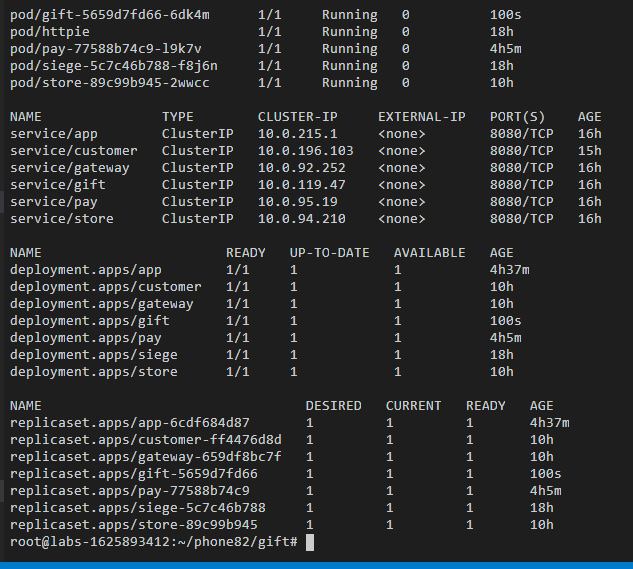 pod/gift-5659d7fd66-6dk4m 1/1 Running 0 100s
pod/httpie 1/1 Running 0 18h
pod/pay-77588b74c9-l9k7v 1/1 Running 0 4h5m
pod/siege-5c7c46b788-f8j6n 1/1 Running 0 18h
pod/store-89c99b945-2wwcc 1/1 Running 0 10h
NAME TYPE CLUSTER-IP EXTERNAL-IP PORT(S) AGE
service/app ClusterIP 10.0.215.1 <none> 8080/TCP 16h
service/customer ClusterIP 10.0.196.103 <none> 8080/TCP 15h
service/gateway ClusterIP 10.0.92.252 <none> 8080/TCP 16h
service/gift ClusterIP 10.0.119.47 <none> 8080/TCP 16h
service/pay ClusterIP 10.0.95.19 <none> 8080/TCP 16h
service/store ClusterIP 10.0.94.210 <none> 8080/TCP 16h
NAME READY UP-TO-DATE AVAILABLE AGE
deployment.apps/app 1/1 1 1 4h37m
deployment.apps/customer 1/1 1 1 10h
deployment.apps/gateway 1/1 1 1 10h
deployment.apps/gift 1/1 1 1 100s
deployment.apps/pay 1/1 1 1 4h5m
deployment.apps/siege 1/1 1 1 18h
deployment.apps/store 1/1 1 1 10h
NAME DESIRED CURRENT READY AGE
replicaset.apps/app-6cdf684d87 1 1 1 4h37m
replicaset.apps/customer-ff4476d8d 1 1 1 10h
replicaset.apps/gateway-659df8bc7f 1 1 1 10h
replicaset.apps/gift-5659d7fd66 1 1 1 100s
replicaset.apps/pay-77588b74c9 1 1 1 4h5m
replicaset.apps/siege-5c7c46b788 1 1 1 18h
replicaset.apps/store-89c99b945 1 1 1 10h
root@labs-1625893412:~/phone82/gift#